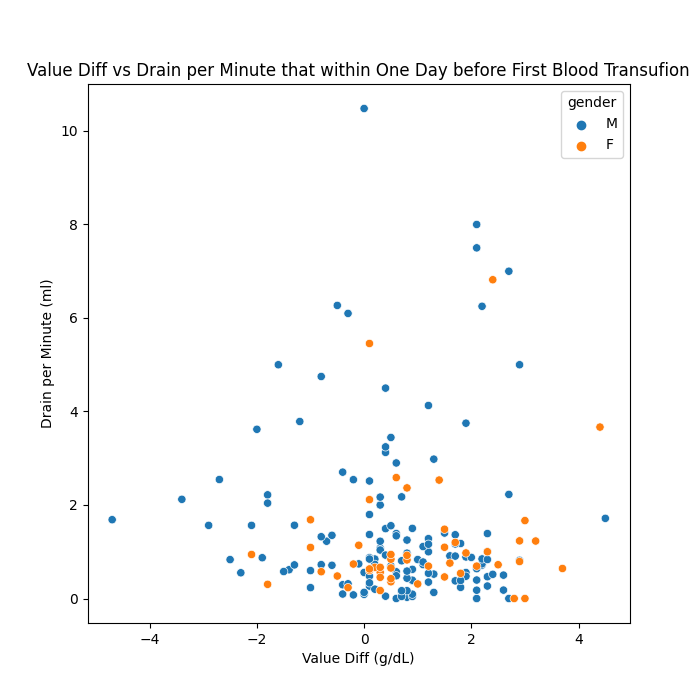 Value Diff vs Drain per Minute that within One Day before First Blood Transufion
gender
M
F
10
8
6
4
2
0
Drain per Minute (ml)
−4
−2
0
2
4
Value Diff (g/dL)